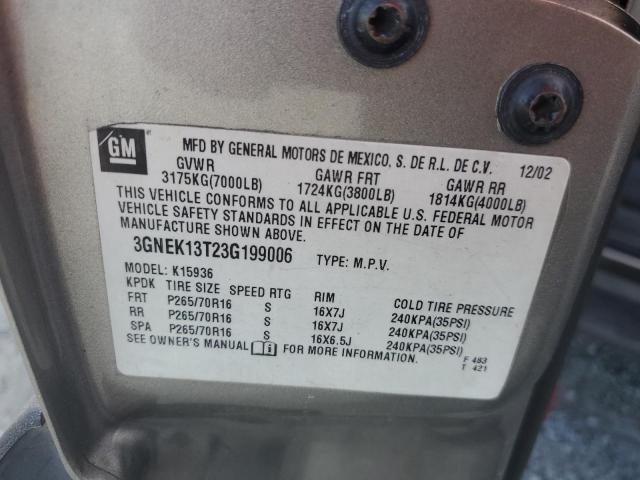 GM
MFD BY GENERAL MOTORS DE MEXICO, S. DE R.L. DE C.V. 12/02
GVWR GAWR FRT GAWR RR
3175KG(7000LB) 1724KG(3800LB) 1814KG(4000LB)
THIS VEHICLE CONFORMS TO ALL APPLICABLE U.S. FEDERAL MOTOR
VEHICLE SAFETY STANDARDS IN EFFECT ON THE DATE OF
MANUFACTURE SHOWN ABOVE.
3GNEK13T23G199006 TYPE: M.P.V.
MODEL: K15936
KPDK TIRE SIZE SPEED RTG RIM COLD TIRE PRESSURE
FRT P265/70R16 S 16X7J 240KPA(35PSI)
RR P265/70R16 S 16X7J 240KPA(35PSI)
SPA P265/70R16 S 16X6.5J 240KPA(35PSI)
SEE OWNER'S MANUAL FOR MORE INFORMATION.
F 483
T 421